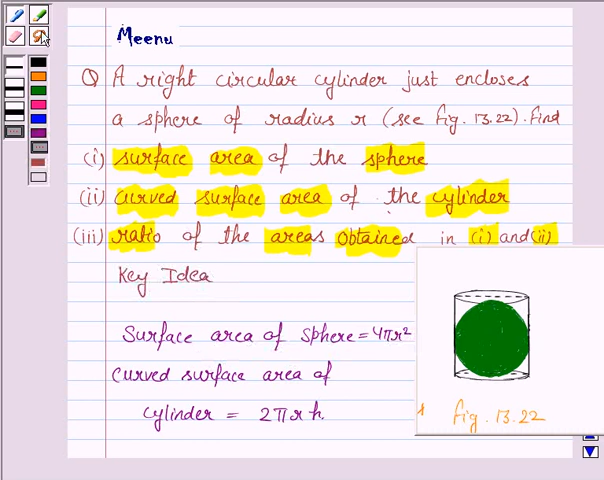 Meenu
Q A right circular cylinder just encloses
a sphere of radius r (see fig. 13.22). Find
(i) surface area of the sphere
(ii) curved surface area of the cylinder
(iii) ratio of the areas obtained in (i) and (ii)
Key Idea
Surface area of sphere = 4πr²
Curved surface area of
cylinder = 2πrh
fig. 13.22